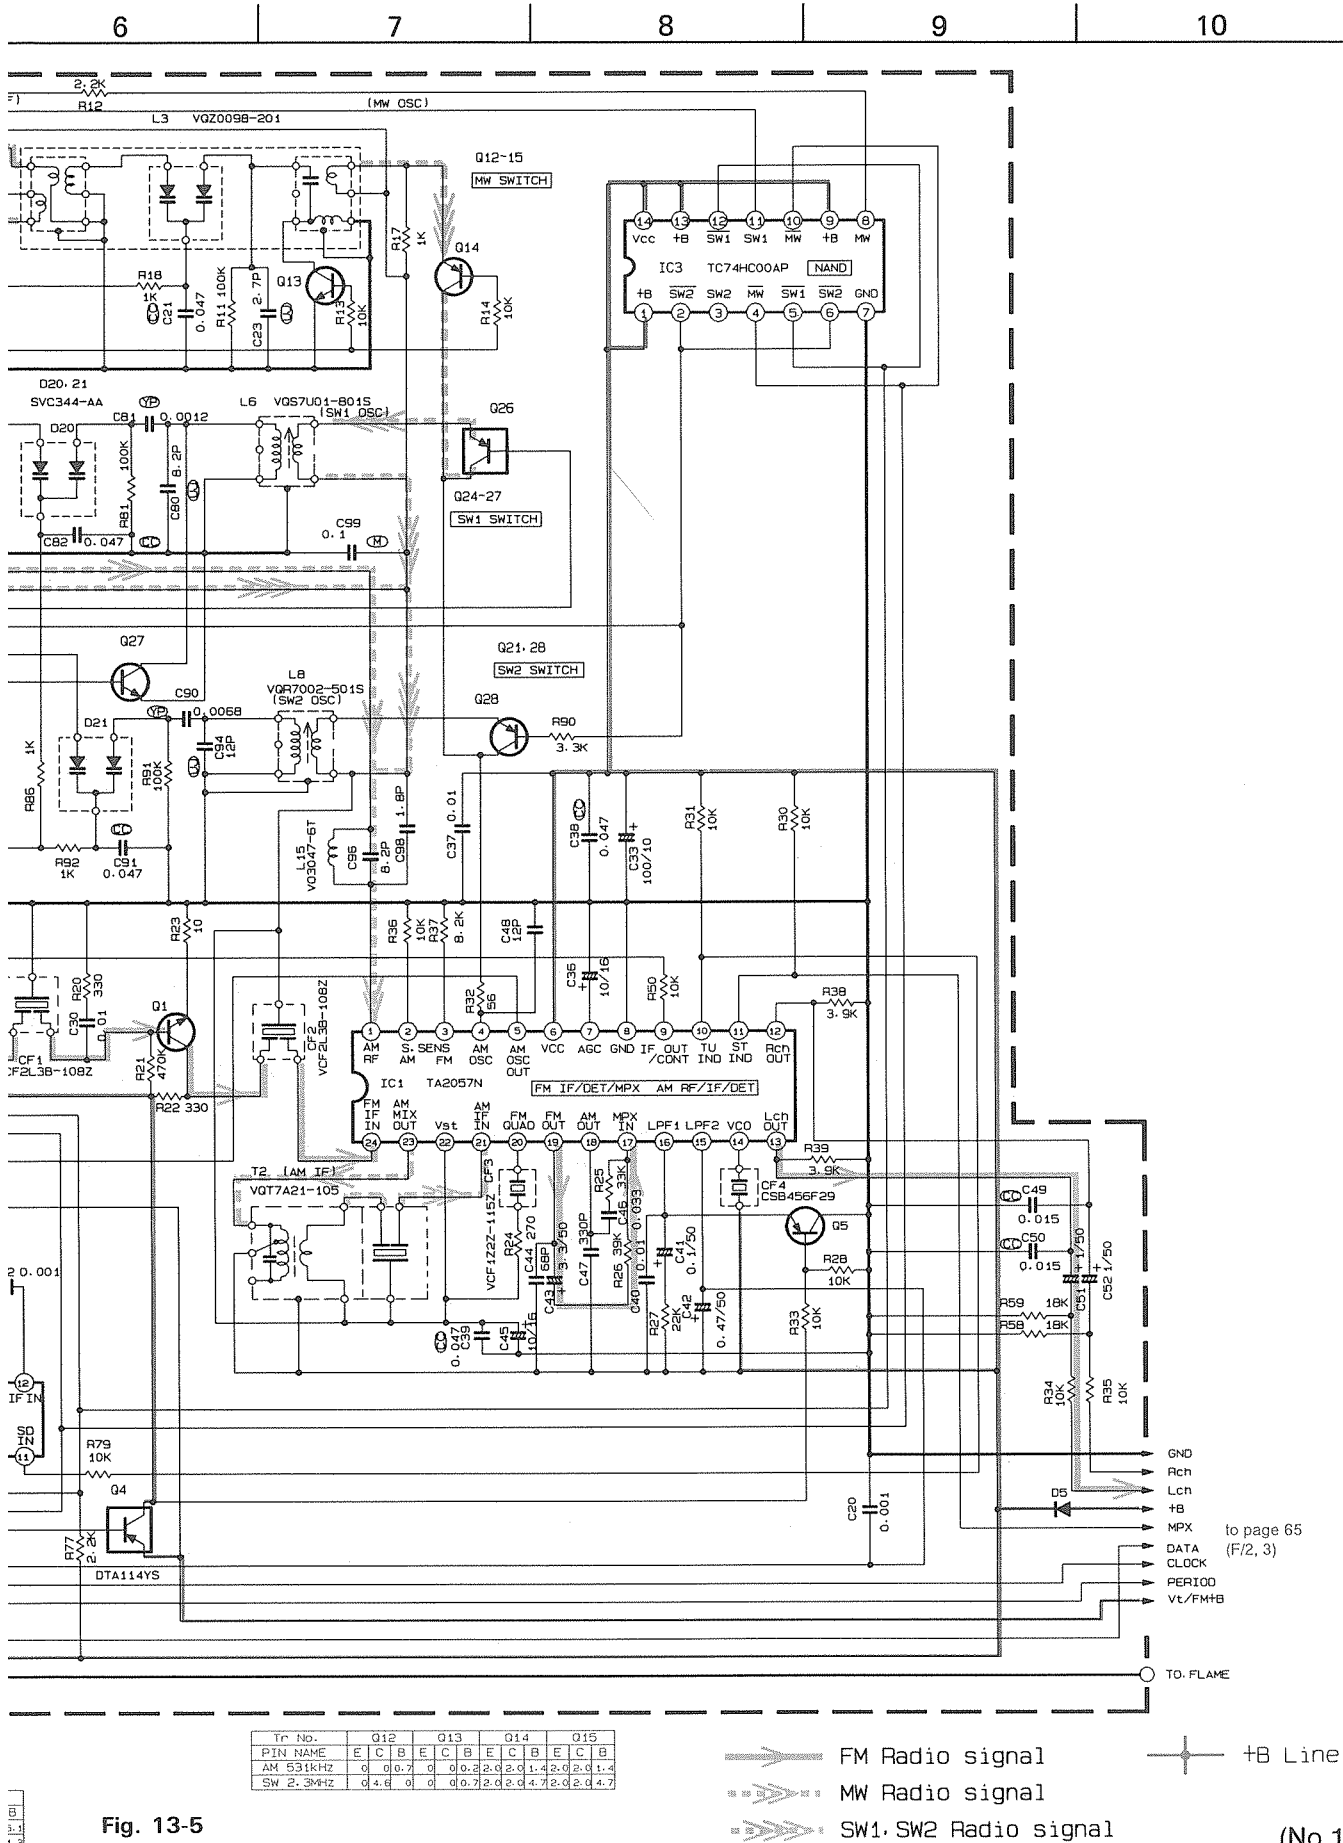 6 7 8 9 10
2.2K
R12
(MW OSC)
L3 VQZ0098-201
Q12-15
MW SWITCH
R17 1K
Q14
14 13 12 11 10 9 8
Vcc +B SW1 SW1 MW +B MW
IC3 TC74HC00AP NAND
+B SW2 SW2 MW SW1 SW2 GND
1 2 3 4 5 6 7
R18
1K
C21
0.047
R11 100K
C23 2.7P
Q13
R13
10K
R14
10K
D20,21
SVC344-AA
D20
C81 YP 0.0012
L6 VQS7U01-801S
(SW1 OSC)
Q26
100K
R81
8.2P
C80
Q24-27
SW1 SWITCH
C82 0.047 CC
C99
0.1 M
Q27
Q21,28
SW2 SWITCH
L8
VQR7002-501S
(SW2 OSC)
Q28
C90
YP 0.0068
D21
C94
12P
R90
3.3K
1K
R86
R91
100K
R92
1K
C91
0.047
L15
VQ3047-6T
C96
8.2P
C98 1.8P
C37 0.01
C38
0.047
C33
100/10
R31
10K
R30
10K
R23
10
R36
10K
R37
8.2K
C48
12P
R20
330
C30
0.01
Q1
CF1
CF2L3B-108Z
R21
470K
R22 330
CF2
VCF2L3B-108Z
R32
56
C36
10/16
R50
10K
R38
3.9K
1 2 3 4 5 6 7 8 9 10 11 12
AM RF
S.SENS
AM FM
AM OSC
AM OSC OUT
VCC AGC GND IF OUT /CONT
TU IND
ST IND
Rch OUT
IC1 TA2057N FM IF/DET/MPX AM RF/IF/DET
FM IF IN
AM MIX OUT
Vst
AM IF IN
FM QUAD
FM OUT
AM OUT
MPX IN
LPF1 LPF2 VCO
Lch OUT
24 23 22 21 20 19 18 17 16 15 14 13
T2 (AM IF)
VQT7A21-105
CF3
VCF1Z2Z-115Z
R24 270
C44
68P
C43 3.3/50
R25
33K
C46
0.033
C47 330P
R26 39K
C40 0.01
C41
0.1/50
R27
22K
C42
0.47/50
CF4
CSB456F29
R39
3.9K
Q5
R28
10K
R33
10K
C49
0.015
C50
0.015
C51 1/50
C52 1/50
R59 18K
R58 18K
R34
10K
R35
10K
C39
0.047
C45
10/16
2 0.001
12
IF IN
SD IN
11
R79
10K
Q4
DTA114YS
R77
2.2K
C20
0.001
D5
GND
Rch
Lch
+B
MPX
DATA
CLOCK
PERIOD
Vt/FM+B
to page 65
(F/2, 3)
TO.FLAME
Tr No. Q12 Q13 Q14 Q15
PIN NAME E C B E C B E C B E C B
AM 531kHz 0 0 0.7 0 0 0.2 2.0 2.0 1.4 2.0 2.0 1.4
SW 2.3MHz 0 4.6 0 0 0 0.7 2.0 2.0 4.7 2.0 2.0 4.7
FM Radio signal
MW Radio signal
SW1, SW2 Radio signal
+B Line
Fig. 13-5
(No.1